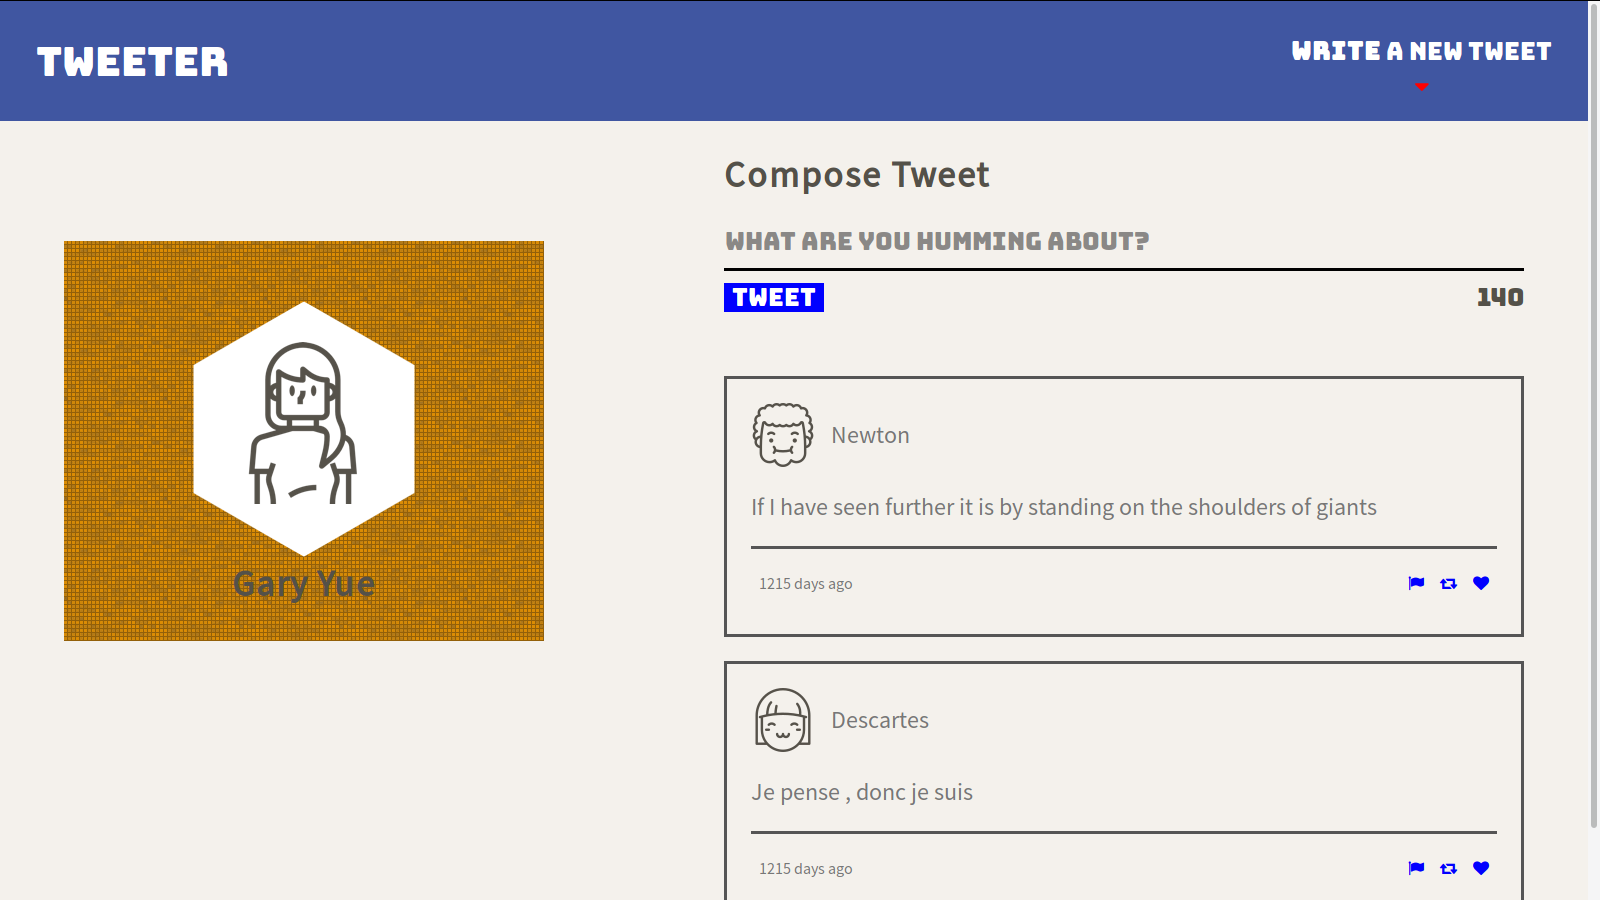 TWEETER
WRITE A NEW TWEET
Compose Tweet
WHAT ARE YOU HUMMING ABOUT?
TWEET
140
Gary Yue
Newton
If I have seen further it is by standing on the shoulders of giants
1215 days ago
Descartes
Je pense , donc je suis
1215 days ago